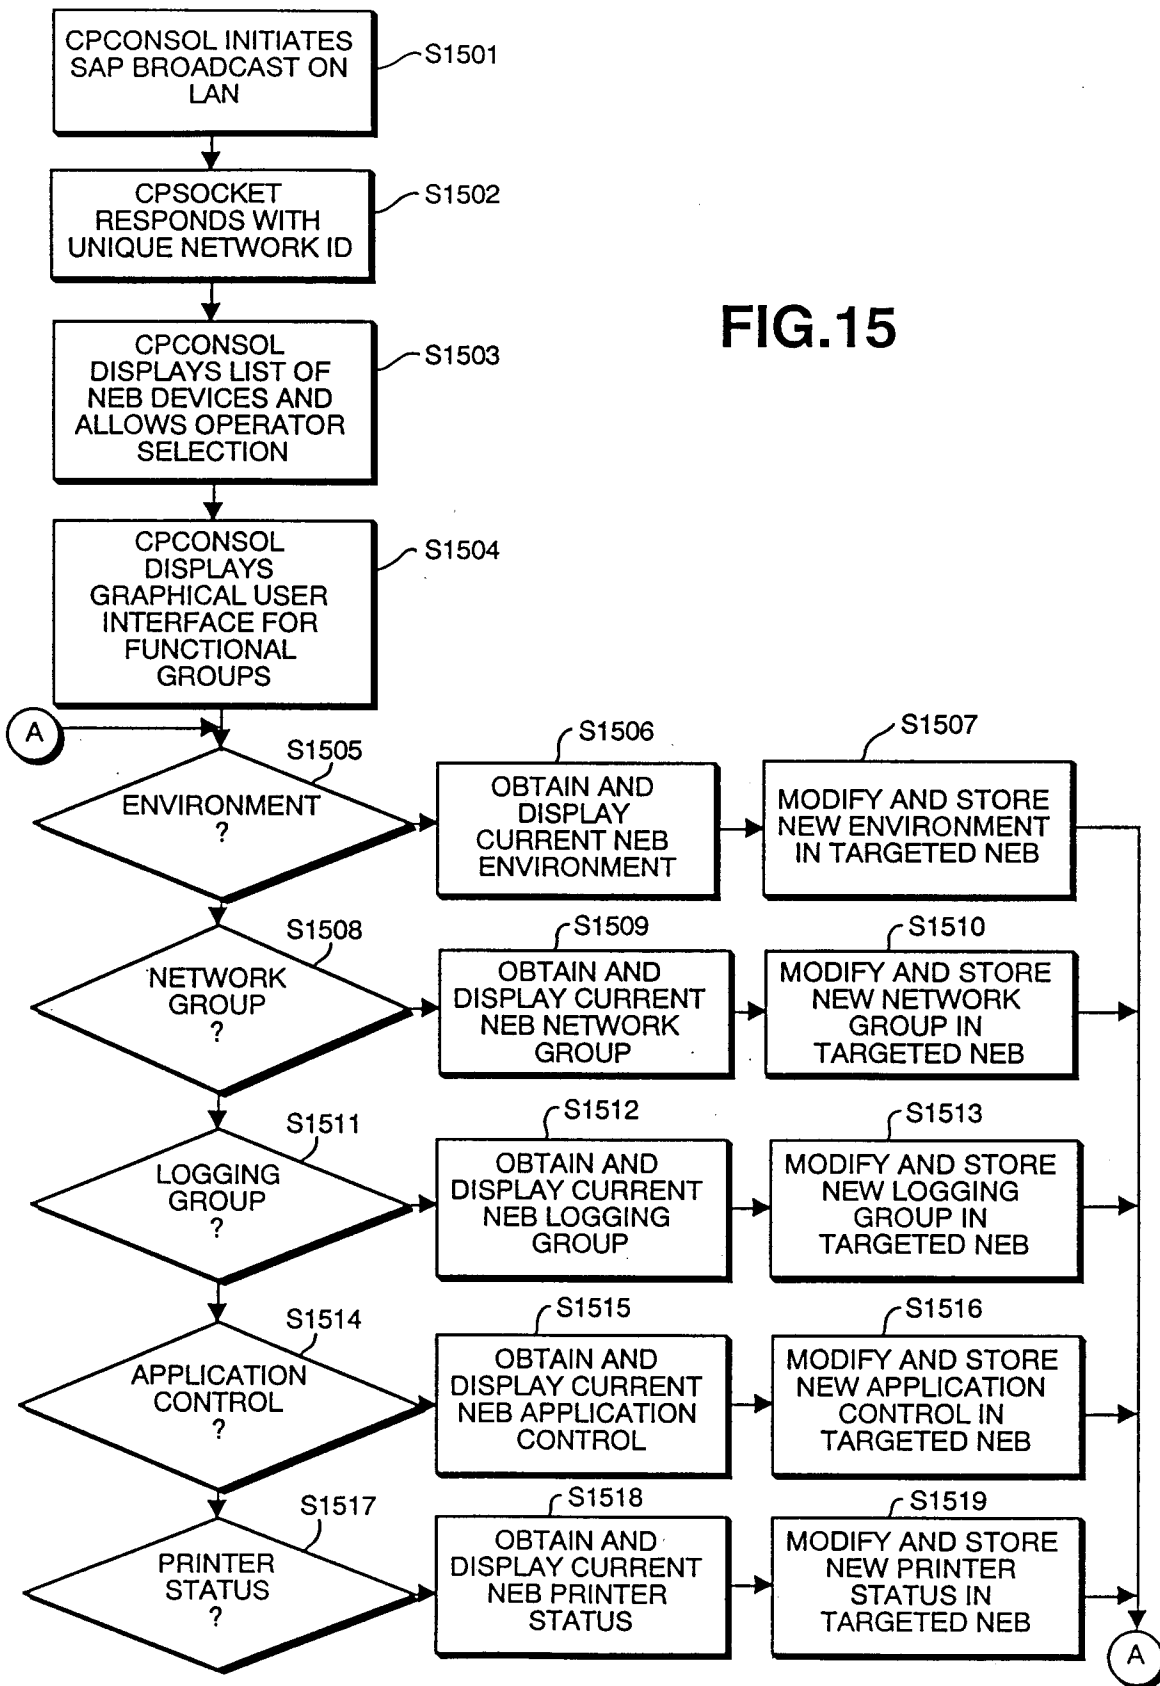 CPCONSOL INITIATES
SAP BROADCAST ON
LAN
S1501
CPSOCKET
RESPONDS WITH
UNIQUE NETWORK ID
S1502
FIG.15
CPCONSOL
DISPLAYS LIST OF
NEB DEVICES AND
ALLOWS OPERATOR
SELECTION
S1503
CPCONSOL
DISPLAYS
GRAPHICAL USER
INTERFACE FOR
FUNCTIONAL
GROUPS
S1504
A
S1505
ENVIRONMENT
?
S1506
OBTAIN AND
DISPLAY
CURRENT NEB
ENVIRONMENT
S1507
MODIFY AND STORE
NEW ENVIRONMENT
IN TARGETED NEB
S1508
NETWORK
GROUP
?
S1509
OBTAIN AND
DISPLAY CURRENT
NEB NETWORK
GROUP
S1510
MODIFY AND STORE
NEW NETWORK
GROUP IN
TARGETED NEB
S1511
LOGGING
GROUP
?
S1512
OBTAIN AND
DISPLAY CURRENT
NEB LOGGING
GROUP
S1513
MODIFY AND STORE
NEW LOGGING
GROUP IN
TARGETED NEB
S1514
APPLICATION
CONTROL
?
S1515
OBTAIN AND
DISPLAY CURRENT
NEB APPLICATION
CONTROL
S1516
MODIFY AND STORE
NEW APPLICATION
CONTROL IN
TARGETED NEB
S1517
PRINTER
STATUS
?
S1518
OBTAIN AND
DISPLAY CURRENT
NEB PRINTER
STATUS
S1519
MODIFY AND STORE
NEW PRINTER
STATUS IN
TARGETED NEB
A